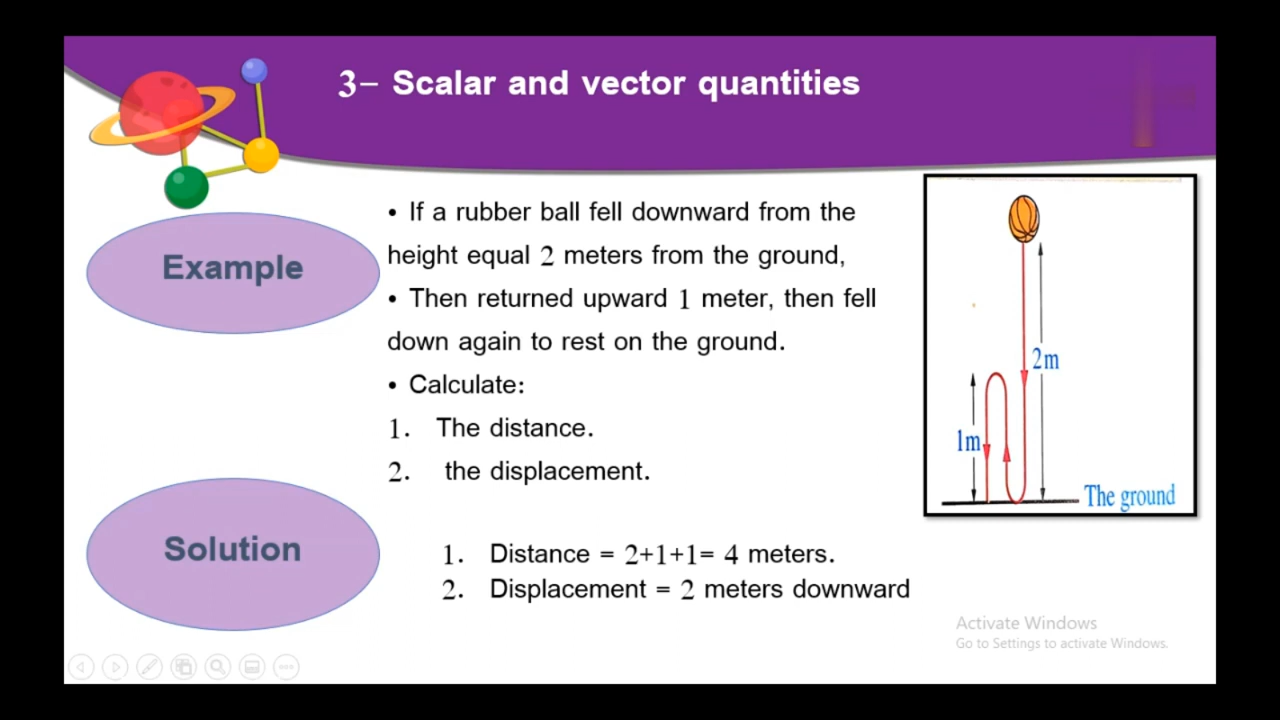 3- Scalar and vector quantities
Example
• If a rubber ball fell downward from the
height equal 2 meters from the ground,
• Then returned upward 1 meter, then fell
down again to rest on the ground.
• Calculate:
1. The distance.
2. the displacement.
2m
1m
The ground
Solution
1. Distance = 2+1+1= 4 meters.
2. Displacement = 2 meters downward
Activate Windows
Go to Settings to activate Windows.